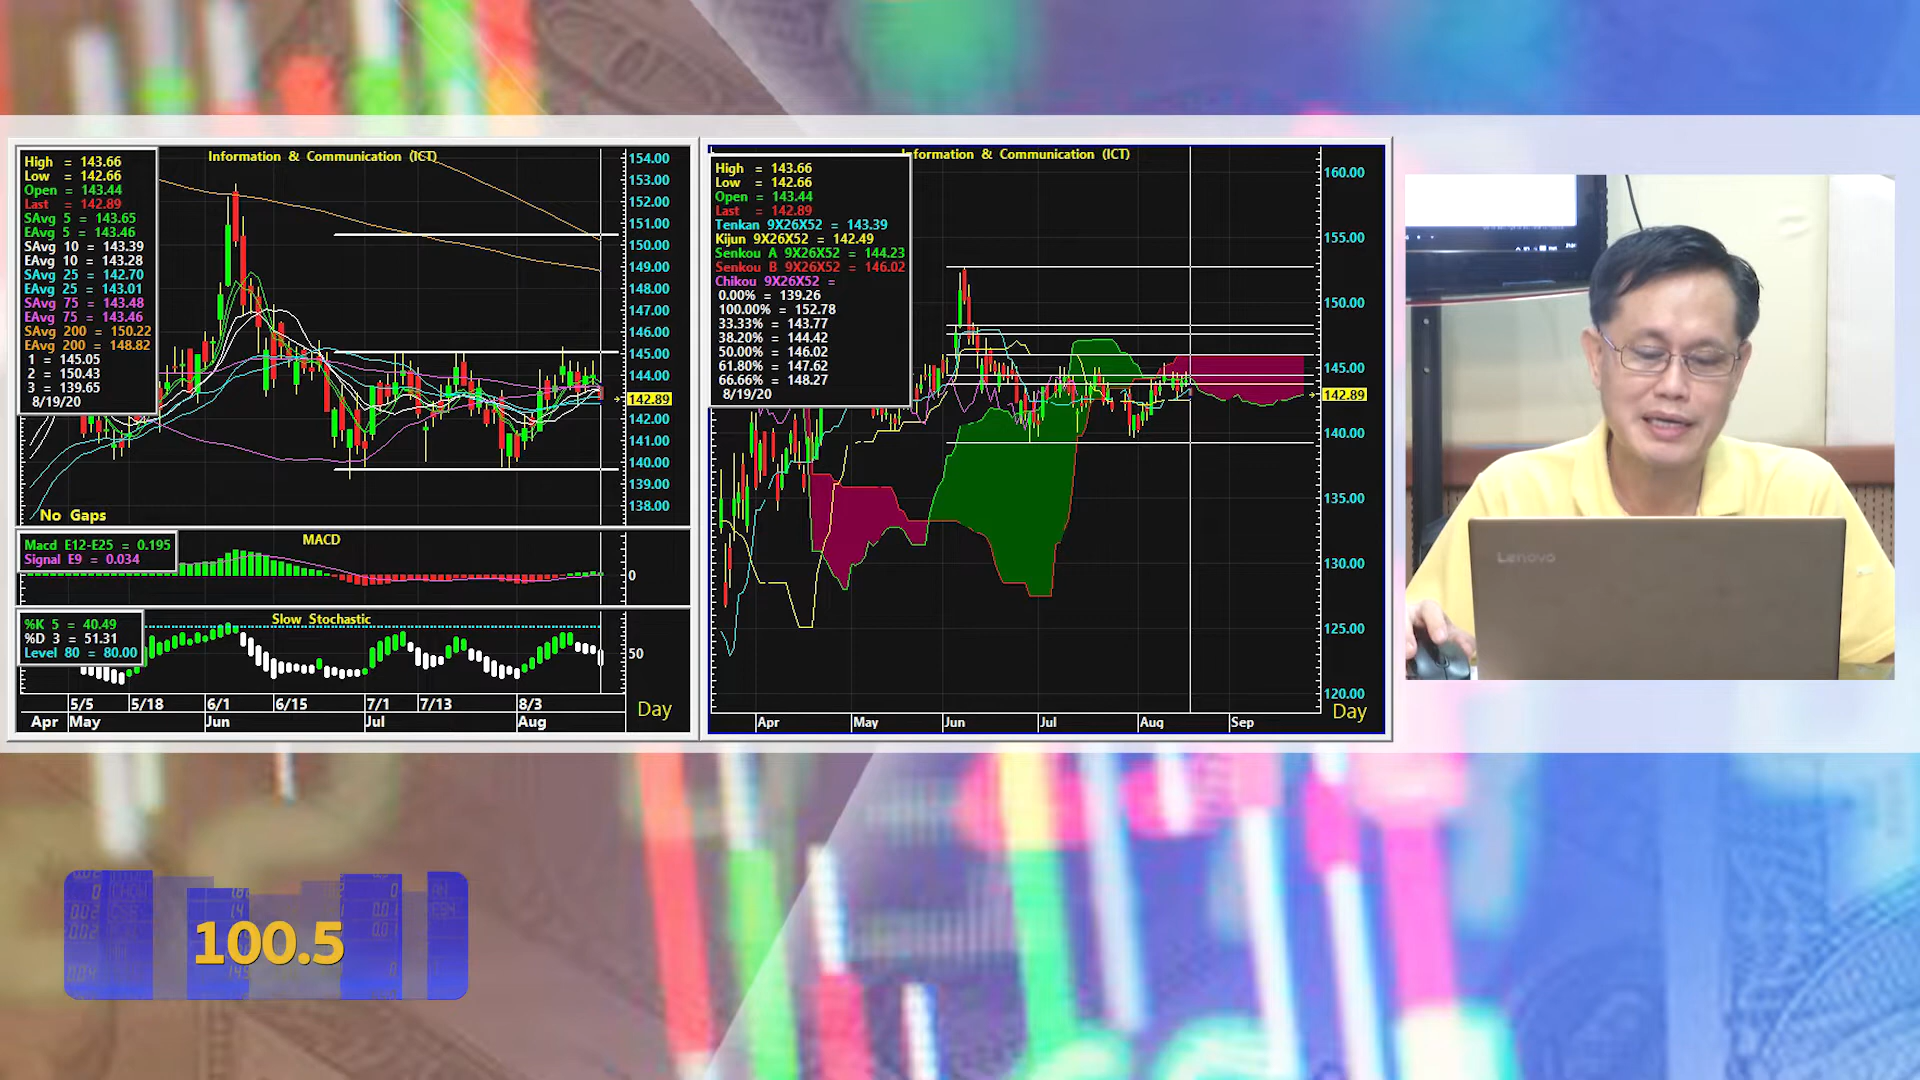 Information & Communication (ICT)
High = 143.66
Low = 142.66
Open = 143.44
Last = 142.89
SAvg 5 = 143.65
EAvg 5 = 143.46
SAvg 10 = 143.39
EAvg 10 = 143.28
SAvg 25 = 142.70
EAvg 25 = 143.01
SAvg 75 = 143.48
EAvg 75 = 143.46
SAvg 200 = 150.22
EAvg 200 = 148.82
1 = 145.05
2 = 150.43
3 = 139.65
8/19/20
No Gaps
154.00
153.00
152.00
151.00
150.00
149.00
148.00
147.00
146.00
145.00
144.00
142.89
142.00
141.00
140.00
139.00
138.00
MACD
Macd E12-E25 = 0.195
Signal E9 = 0.034
0
Slow Stochastic
%K 5 = 40.49
%D 3 = 51.31
Level 80 = 80.00
50
5/5 5/18 6/1 6/15 7/1 7/13 8/3
Apr May Jun Jul Aug
Day
Information & Communication (ICT)
High = 143.66
Low = 142.66
Open = 143.44
Last = 142.89
Tenkan 9X26X52 = 143.39
Kijun 9X26X52 = 142.49
Senkou A 9X26X52 = 144.23
Senkou B 9X26X52 = 146.02
Chikou 9X26X52 =
0.00% = 139.26
100.00% = 152.78
33.33% = 143.77
38.20% = 144.42
50.00% = 146.02
61.80% = 147.62
66.66% = 148.27
8/19/20
160.00
155.00
150.00
145.00
142.89
140.00
135.00
130.00
125.00
120.00
Apr May Jun Jul Aug Sep
Day
Lenovo
100.5